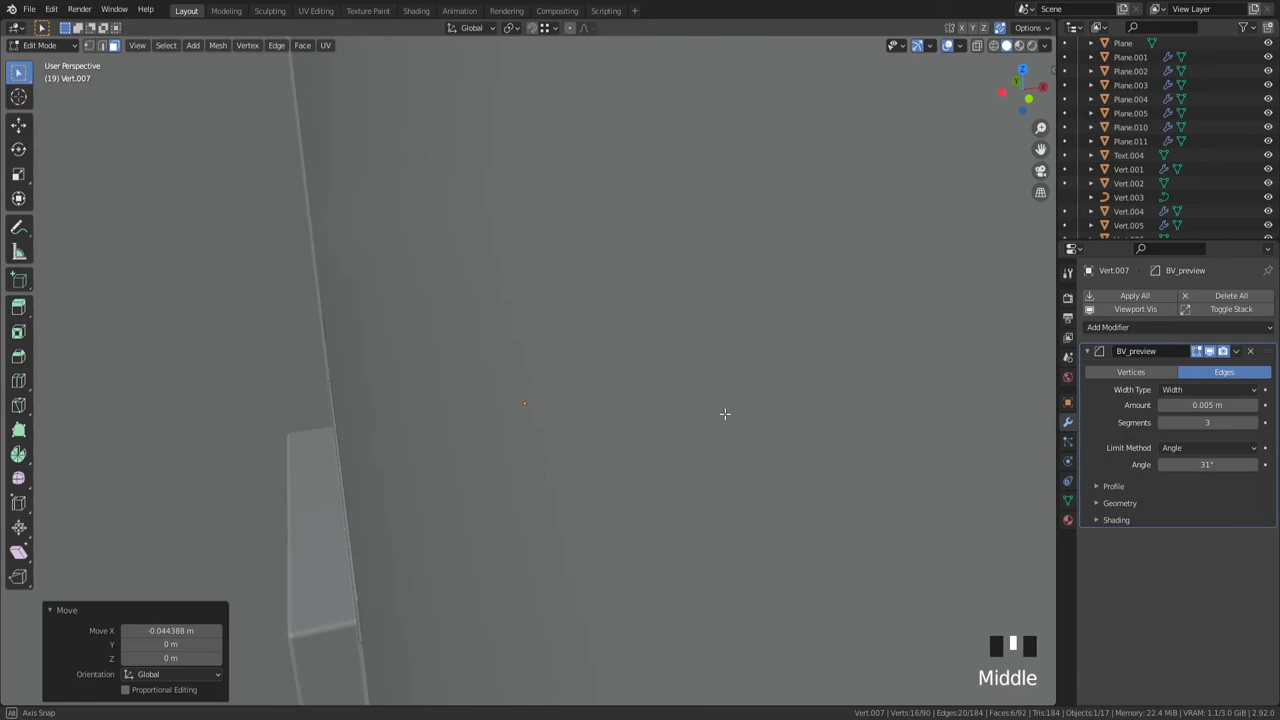 File Edit Render Window Help Layout Modeling Sculpting UV Editing Texture Paint Shading Animation Rendering Compositing Scripting + Scene View Layer
Global Options
Edit Mode View Select Add Mesh Vertex Edge Face UV X Y Z
User Perspective
(19) Vert.007
Z
Y
X
Plane
Plane.001
Plane.002
Plane.003
Plane.004
Plane.005
Plane.010
Plane.011
Text.004
Vert.001
Vert.002
Vert.003
Vert.004
Vert.005
Vert.007 BV_preview
Apply All Delete All
Viewport Vis Toggle Stack
Add Modifier
BV_preview
Vertices Edges
Width Type Width
Amount 0.005 m
Segments 3
Limit Method Angle
Angle 31°
Profile
Geometry
Shading
Move
Move X -0.044388 m
Y 0 m
Z 0 m
Orientation Global
Proportional Editing
Middle
Axis Snap
Vert.007 | Verts:16/90 | Edges:20/184 | Faces:6/92 | Tris:184 | Objects:1/17 | Memory: 22.4 MiB | VRAM: 1.1/3.0 GiB | 2.92.0